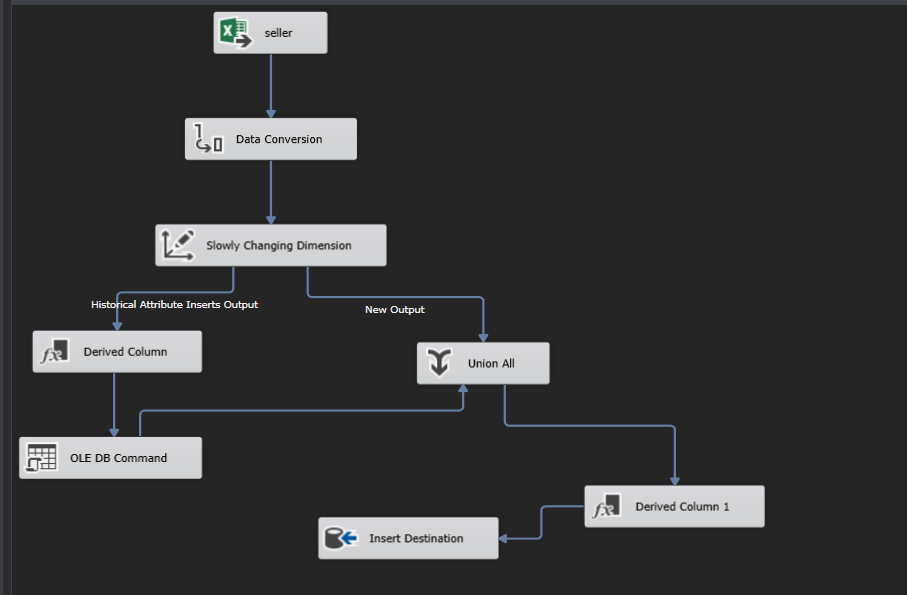 seller
Data Conversion
Slowly Changing Dimension
Historical Attribute Inserts Output
New Output
Derived Column
Union All
OLE DB Command
Derived Column 1
Insert Destination